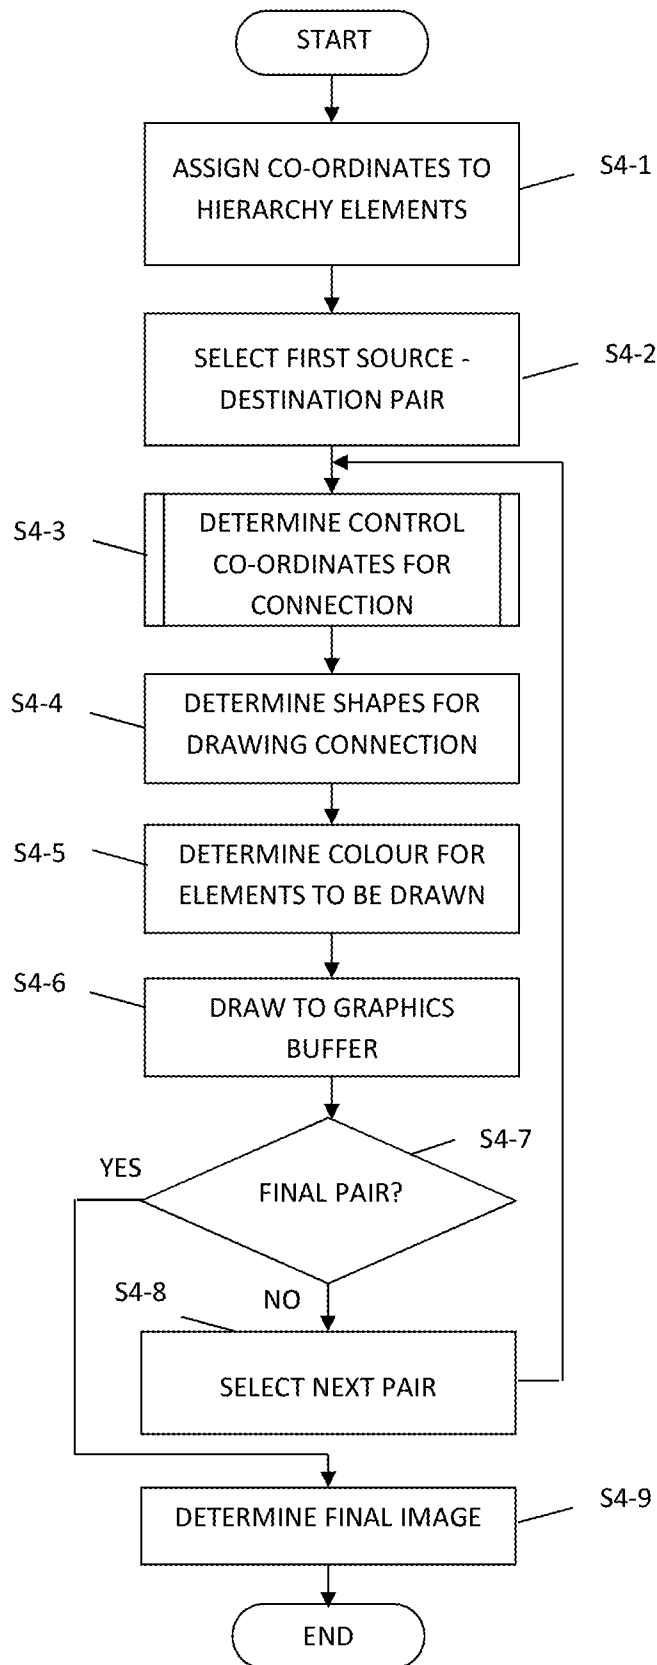 START
ASSIGN CO-ORDINATES TO
HIERARCHY ELEMENTS
S4-1
SELECT FIRST SOURCE -
DESTINATION PAIR
S4-2
S4-3
DETERMINE CONTROL
CO-ORDINATES FOR
CONNECTION
S4-4
DETERMINE SHAPES FOR
DRAWING CONNECTION
S4-5
DETERMINE COLOUR FOR
ELEMENTS TO BE DRAWN
S4-6
DRAW TO GRAPHICS
BUFFER
S4-7
YES
FINAL PAIR?
S4-8
NO
SELECT NEXT PAIR
DETERMINE FINAL IMAGE
S4-9
END